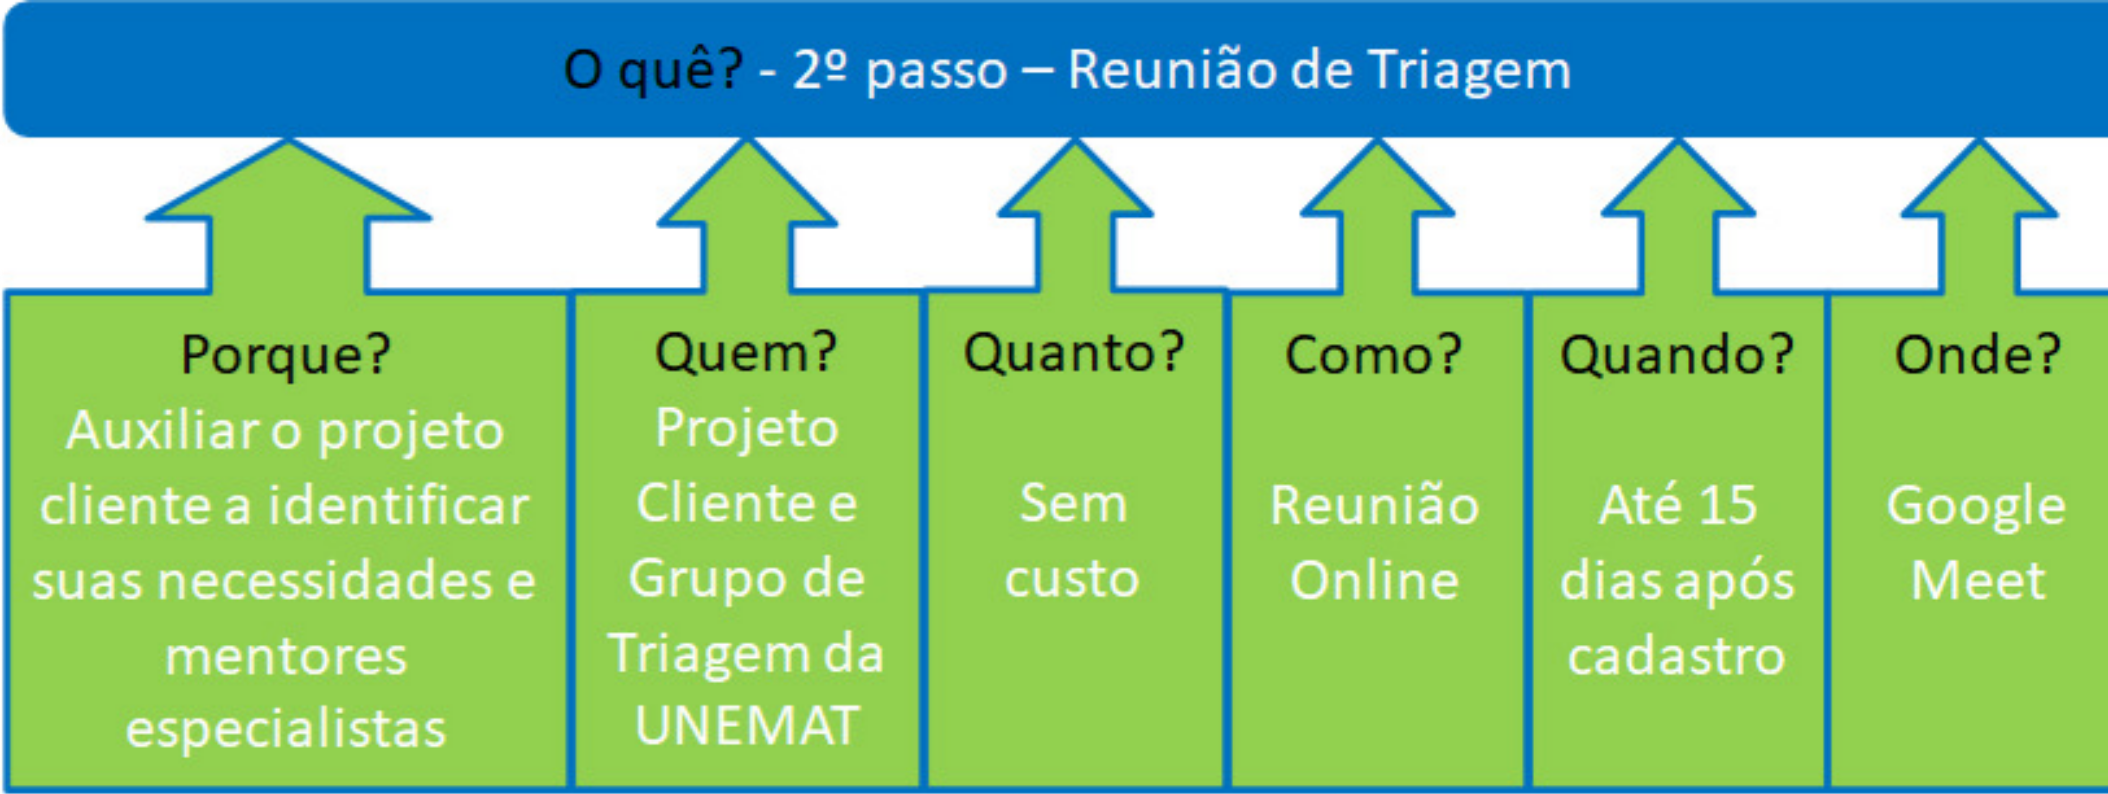 O quê? - 2º passo – Reunião de Triagem
Porque?
Auxiliar o projeto
cliente a identificar
suas necessidades e
mentores
especialistas
Quem?
Projeto
Cliente e
Grupo de
Triagem da
UNEMAT
Quanto?
Sem
custo
Como?
Reunião
Online
Quando?
Até 15
dias após
cadastro
Onde?
Google
Meet